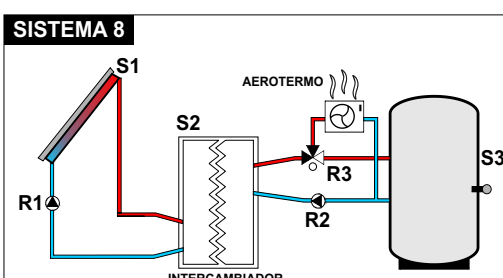 SISTEMA 8
S1
AEROTERMO
S2
S3
R3
R1
R2
INTERCAMBIADOR